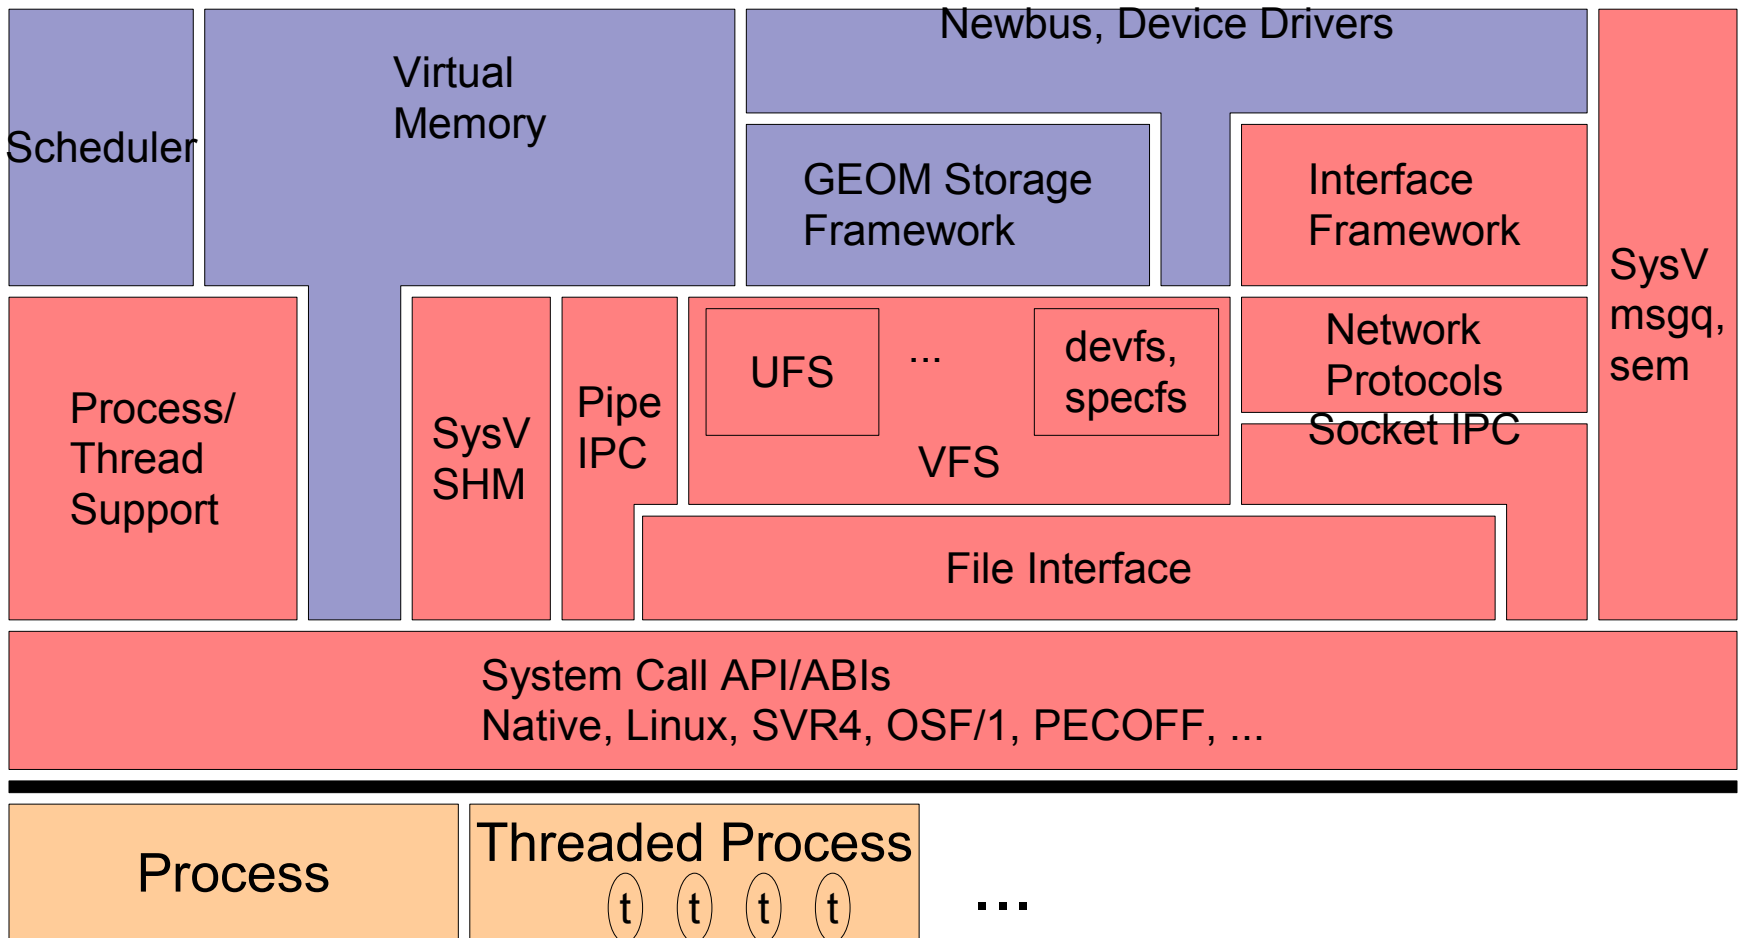 Newbus, Device Drivers
Virtual
Memory
Scheduler
GEOM Storage
Framework
Interface
Framework
SysV
msgq,
sem
Process/
Thread
Support
SysV
SHM
Pipe
IPC
UFS
...
devfs,
specfs
VFS
Network
Protocols
Socket IPC
File Interface
System Call API/ABIs
Native, Linux, SVR4, OSF/1, PECOFF, ...
Process
Threaded Process
t t t t
...